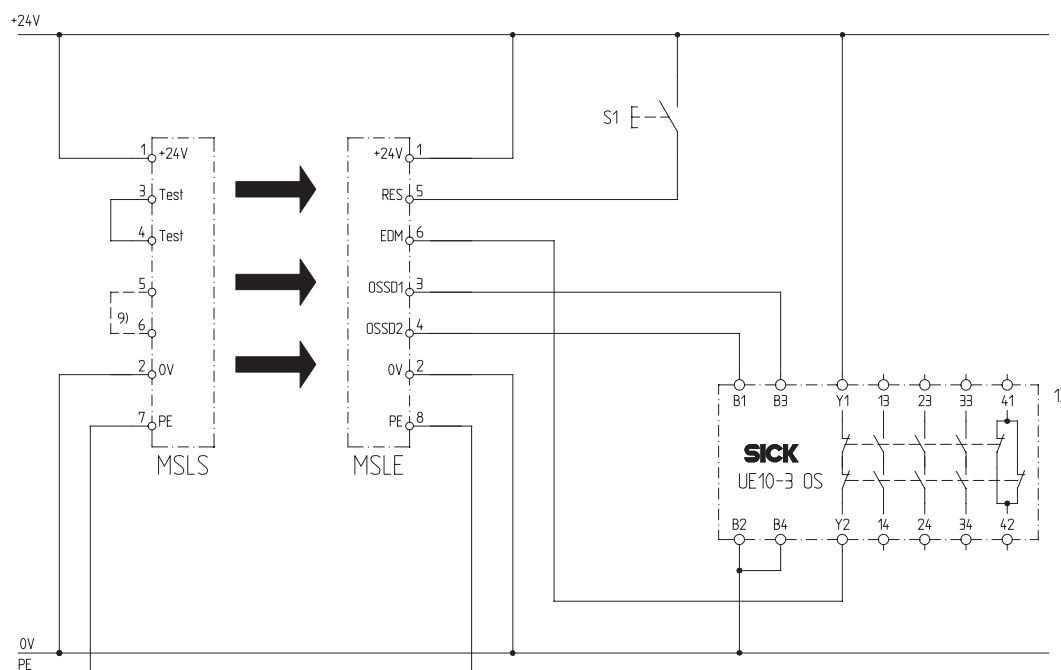 +24V
S1
1 +24V
+24V 1
3 Test
RES 5
4 Test
EDM 6
5
OSSD1 3
9)
6
OSSD2 4
2 0V
0V 2
B1 B3 Y1 13 23 33 41
7 PE
PE 8
MSLS
MSLE
SICK
UE10-3 OS
B2 B4 Y2 14 24 34 42
0V
PE